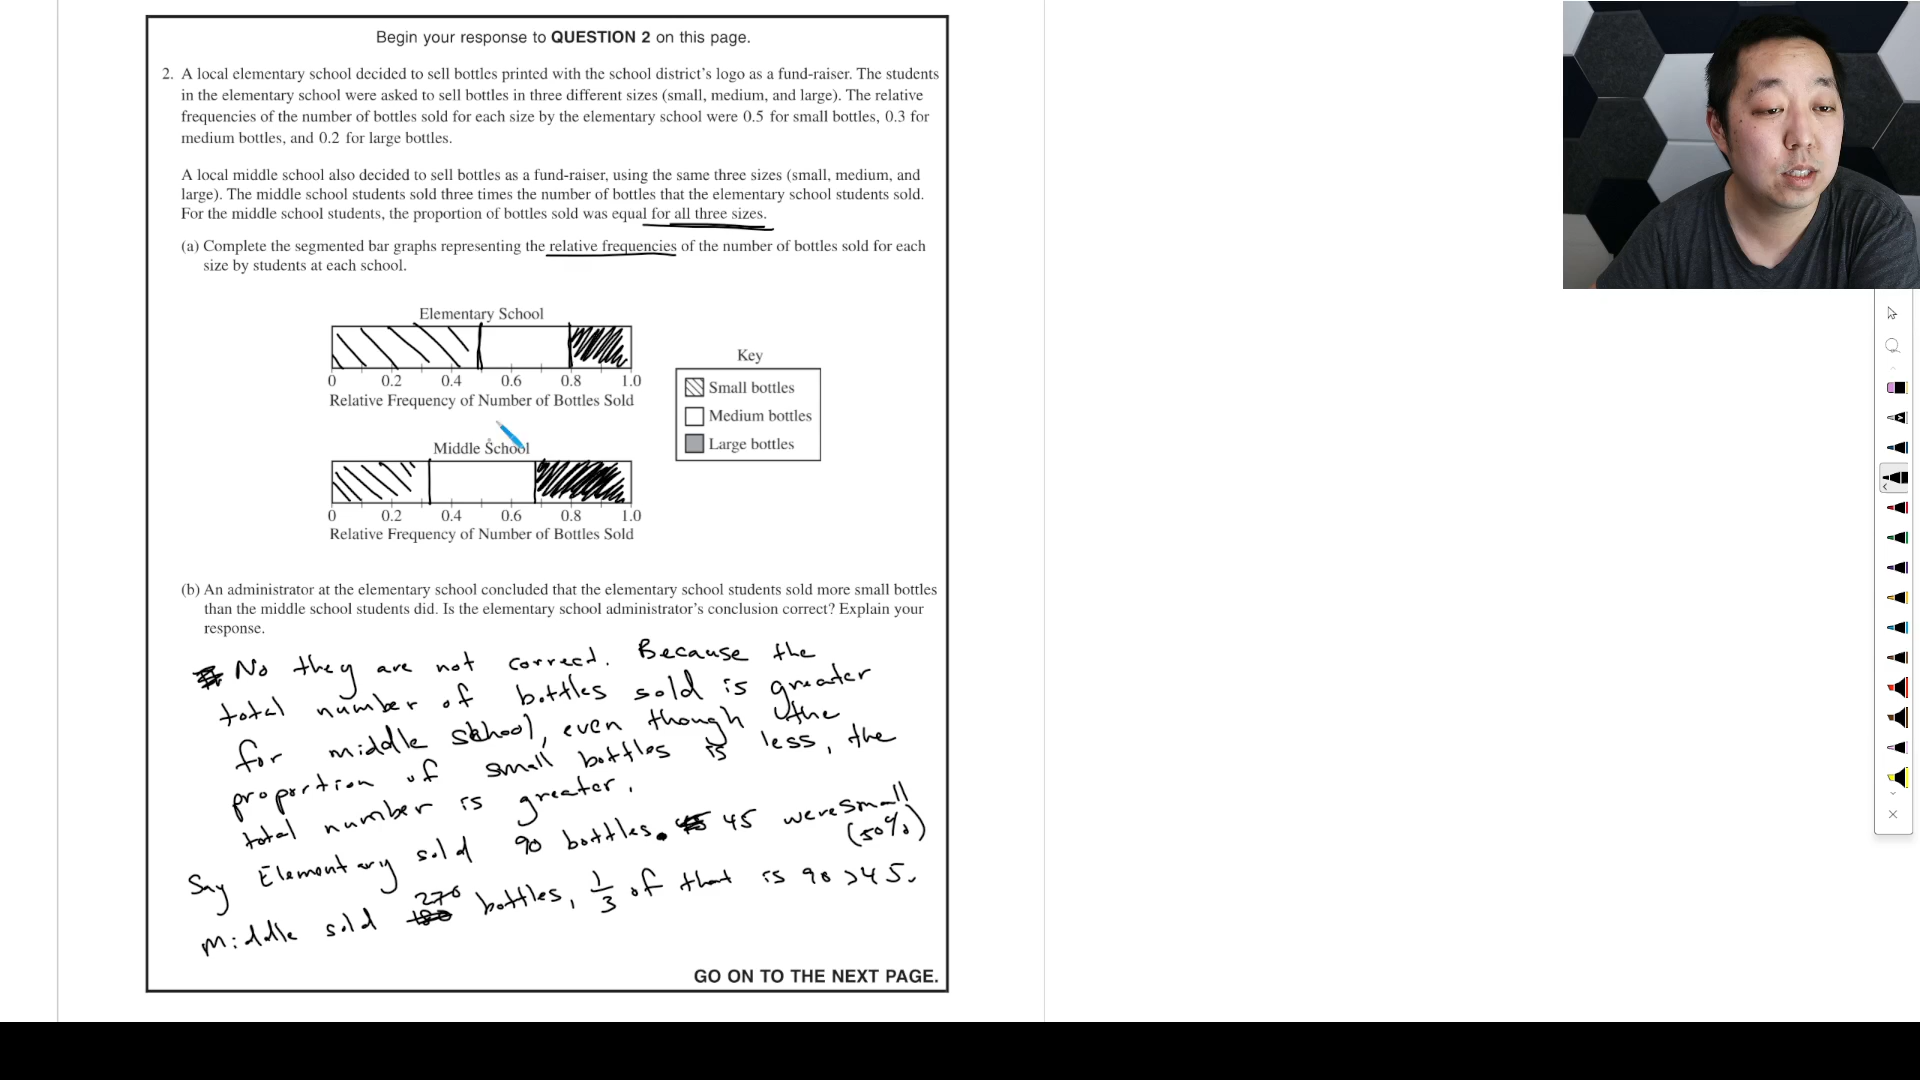 Begin your response to QUESTION 2 on this page.
2. A local elementary school decided to sell bottles printed with the school district's logo as a fund-raiser. The students
in the elementary school were asked to sell bottles in three different sizes (small, medium, and large). The relative
frequencies of the number of bottles sold for each size by the elementary school were 0.5 for small bottles, 0.3 for
medium bottles, and 0.2 for large bottles.
A local middle school also decided to sell bottles as a fund-raiser, using the same three sizes (small, medium, and
large). The middle school students sold three times the number of bottles that the elementary school students sold.
For the middle school students, the proportion of bottles sold was equal for all three sizes.
(a) Complete the segmented bar graphs representing the relative frequencies of the number of bottles sold for each
size by students at each school.
Elementary School
0 0.2 0.4 0.6 0.8 1.0
Relative Frequency of Number of Bottles Sold
Key
Small bottles
Medium bottles
Large bottles
Middle School
0 0.2 0.4 0.6 0.8 1.0
Relative Frequency of Number of Bottles Sold
(b) An administrator at the elementary school concluded that the elementary school students sold more small bottles
than the middle school students did. Is the elementary school administrator's conclusion correct? Explain your
response.
No they are not correct. Because the
total number of bottles sold is greater
for middle school, even though the
proportion of small bottles is less, the
total number is greater.
Say Elementary sold 90 bottles. 45 were small
(50%)
Middle sold 270 bottles, 1/3 of that is 90 > 45.
GO ON TO THE NEXT PAGE.